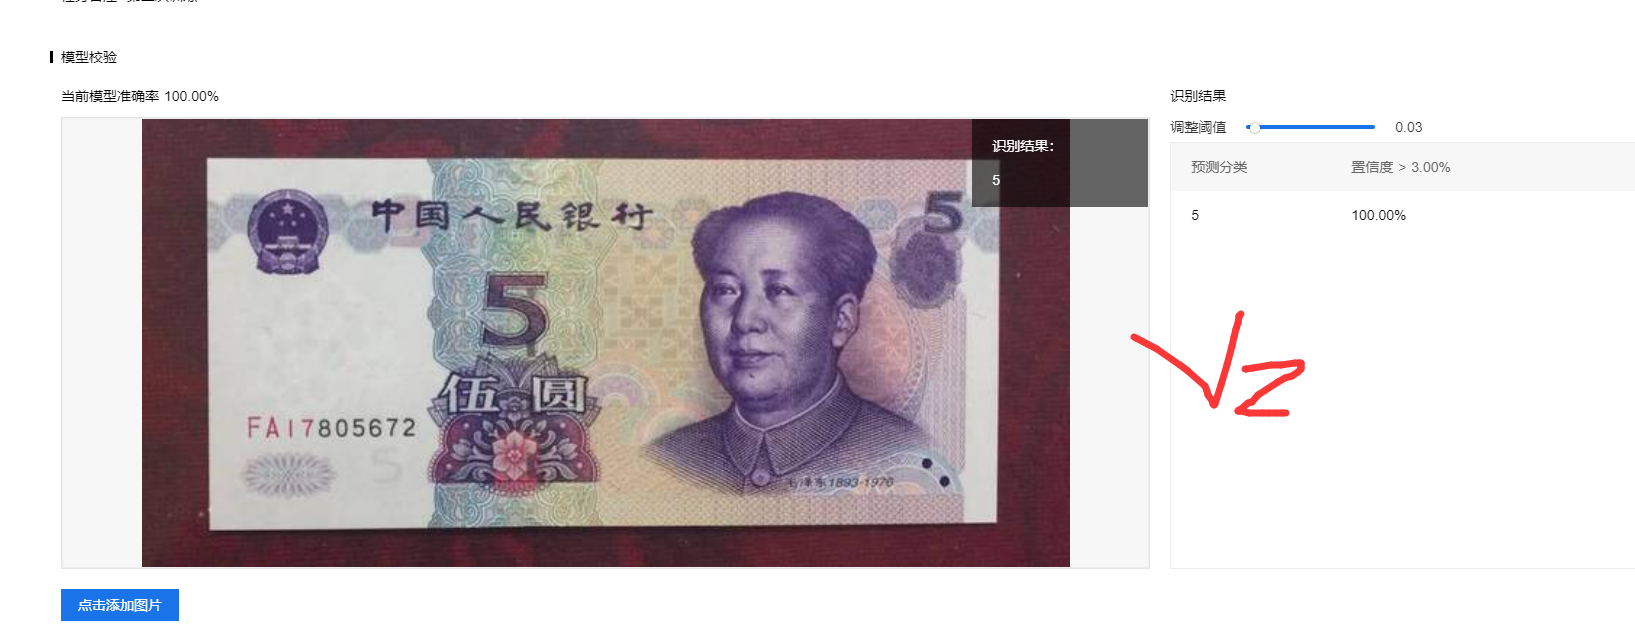 模型校验
当前模型准确率 100.00%
识别结果:
5
中国人民银行
5
5
伍圆
FA17805672
5
毛泽东1893-1976
点击添加图片
识别结果
调整阈值 0.03
预测分类 置信度 > 3.00%
5 100.00%
√2